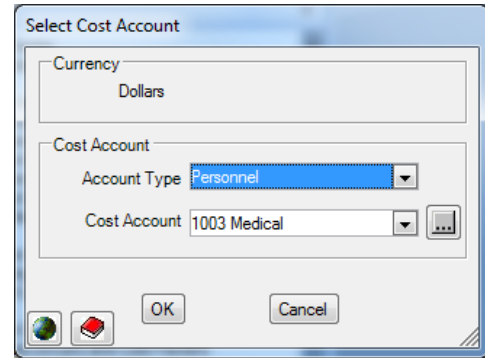 Select Cost Account
Currency
Dollars
Cost Account
Account Type Personnel
Cost Account 1003 Medical ...
OK Cancel